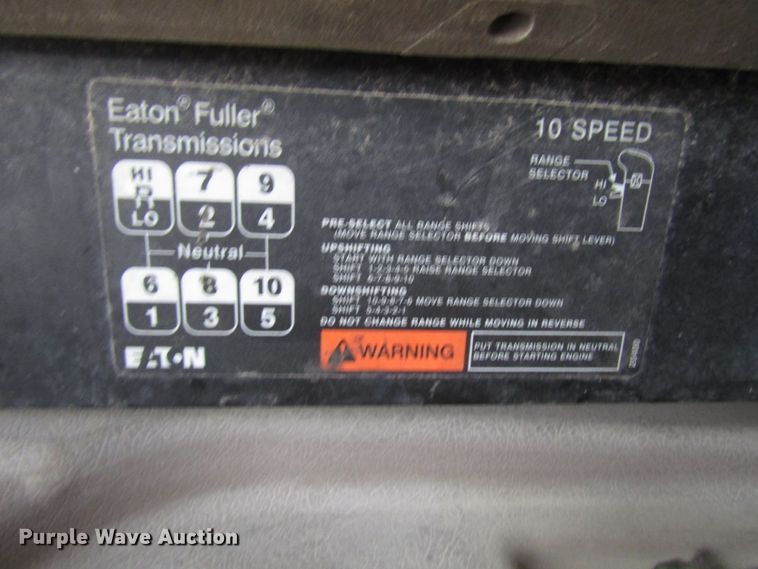 Eaton® Fuller®
Transmissions
10 SPEED
RANGE
SELECTOR
HI
LO
HI
R
LO
7
2
9
4
Neutral
6
1
8
3
10
5
PRE-SELECT ALL RANGE SHIFTS
(MOVE RANGE SELECTOR BEFORE MOVING SHIFT LEVER)
UPSHIFTING
START WITH RANGE SELECTOR DOWN
SHIFT 1-2-3-4-5 RAISE RANGE SELECTOR
SHIFT 6-7-8-9-10
DOWNSHIFTING
SHIFT 10-9-8-7-6 MOVE RANGE SELECTOR DOWN
SHIFT 5-4-3-2-1
DO NOT CHANGE RANGE WHILE MOVING IN REVERSE
WARNING
PUT TRANSMISSION IN NEUTRAL
BEFORE STARTING ENGINE
EATON
Purple Wave Auction